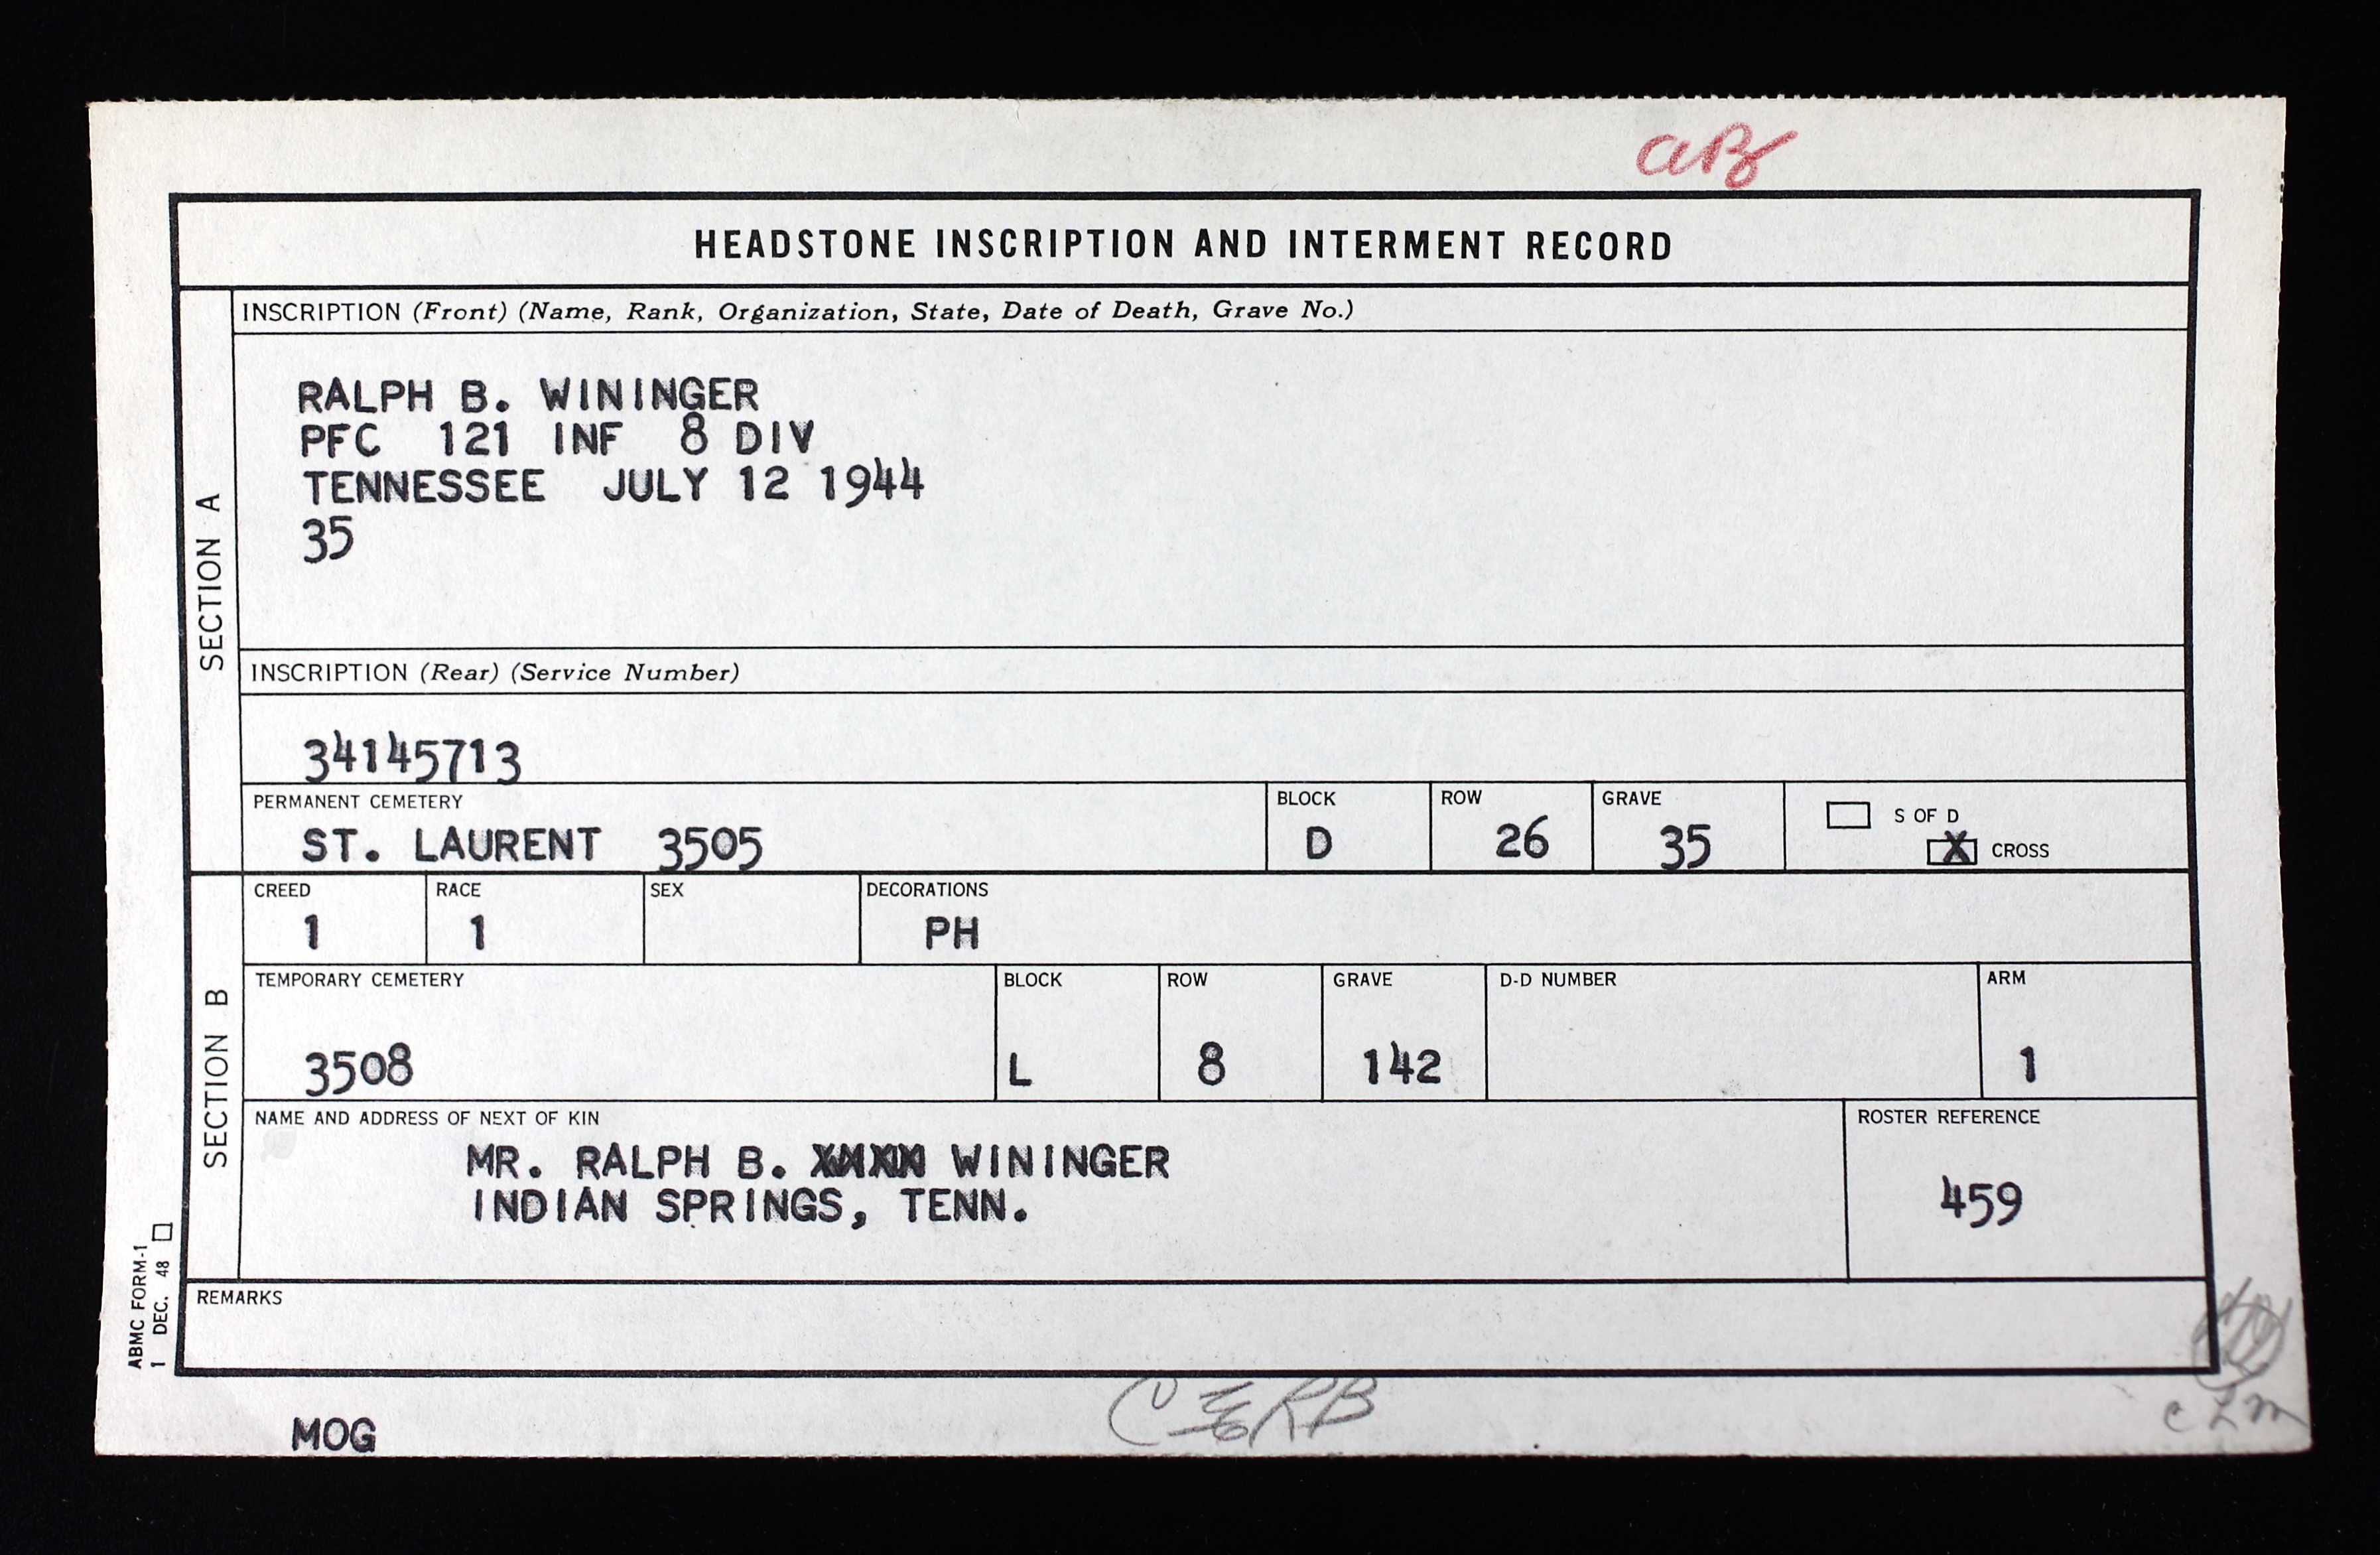 HEADSTONE INSCRIPTION AND INTERMENT RECORD
SECTION A
INSCRIPTION (Front) (Name, Rank, Organization, State, Date of Death, Grave No.)
RALPH B. WININGER
PFC 121 INF 8 DIV
TENNESSEE JULY 12 1944
35
INSCRIPTION (Rear) (Service Number)
34145713
PERMANENT CEMETERY
ST. LAURENT 3505
BLOCK
D
ROW
26
GRAVE
35
S OF D
X CROSS
SECTION B
CREED
1
RACE
1
SEX
DECORATIONS
PH
TEMPORARY CEMETERY
3508
BLOCK
L
ROW
8
GRAVE
142
D-D NUMBER
ARM
1
NAME AND ADDRESS OF NEXT OF KIN
MR. RALPH B. WININGER
INDIAN SPRINGS, TENN.
ROSTER REFERENCE
459
REMARKS
ABMC FORM-1
1 DEC. 48
MOG